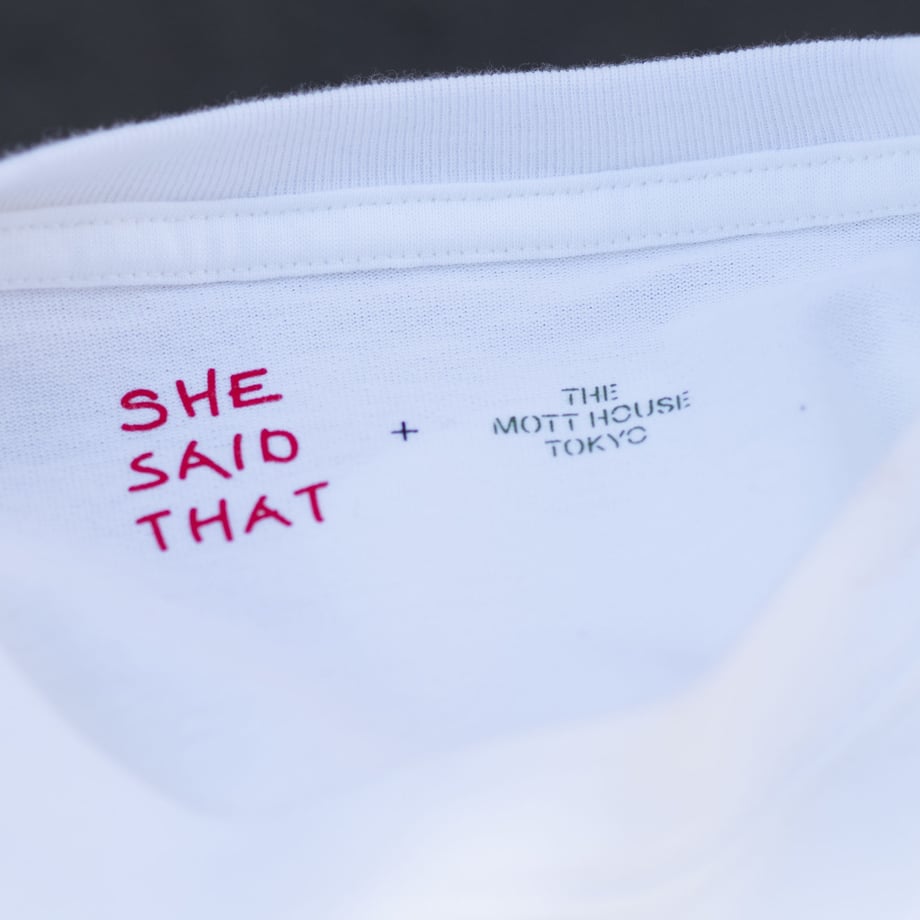 SHE
SAID
THAT
+
THE
MOTT HOUSE
TOKYO